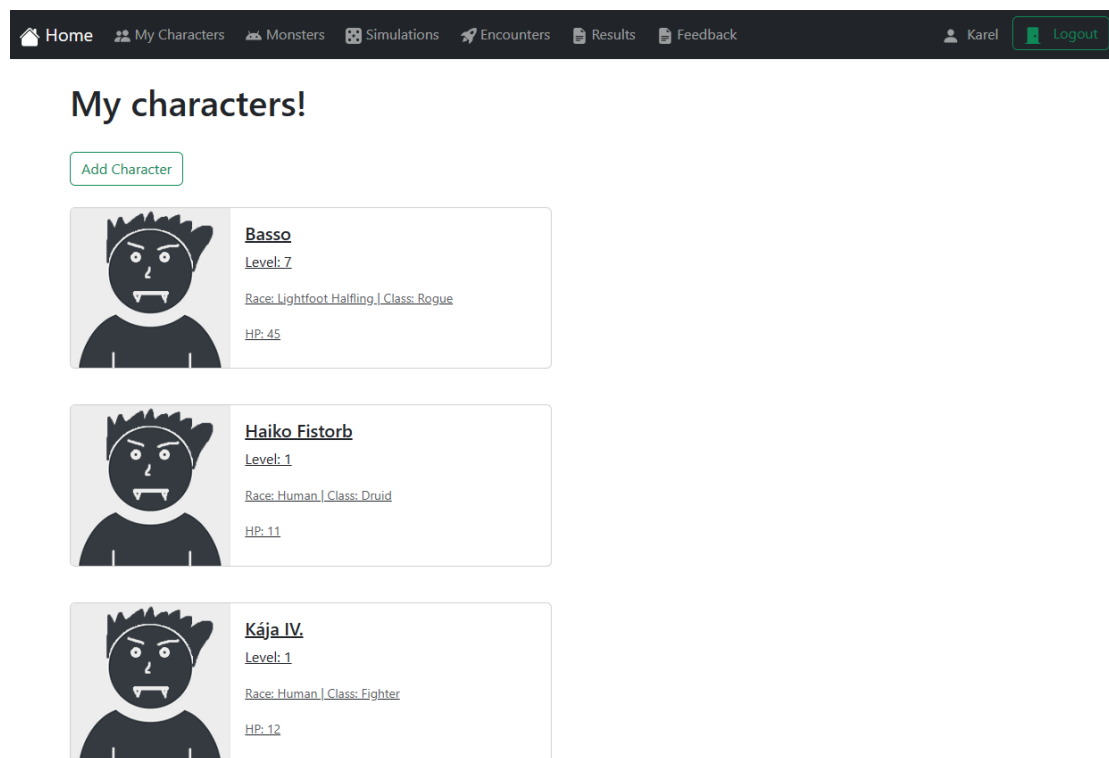 Home My Characters Monsters Simulations Encounters Results Feedback Karel Logout
My characters!
Add Character
Basso
Level: 7
Race: Lightfoot Halfling | Class: Rogue
HP: 45
Haiko Fistorb
Level: 1
Race: Human | Class: Druid
HP: 11
Kája IV.
Level: 1
Race: Human | Class: Fighter
HP: 12